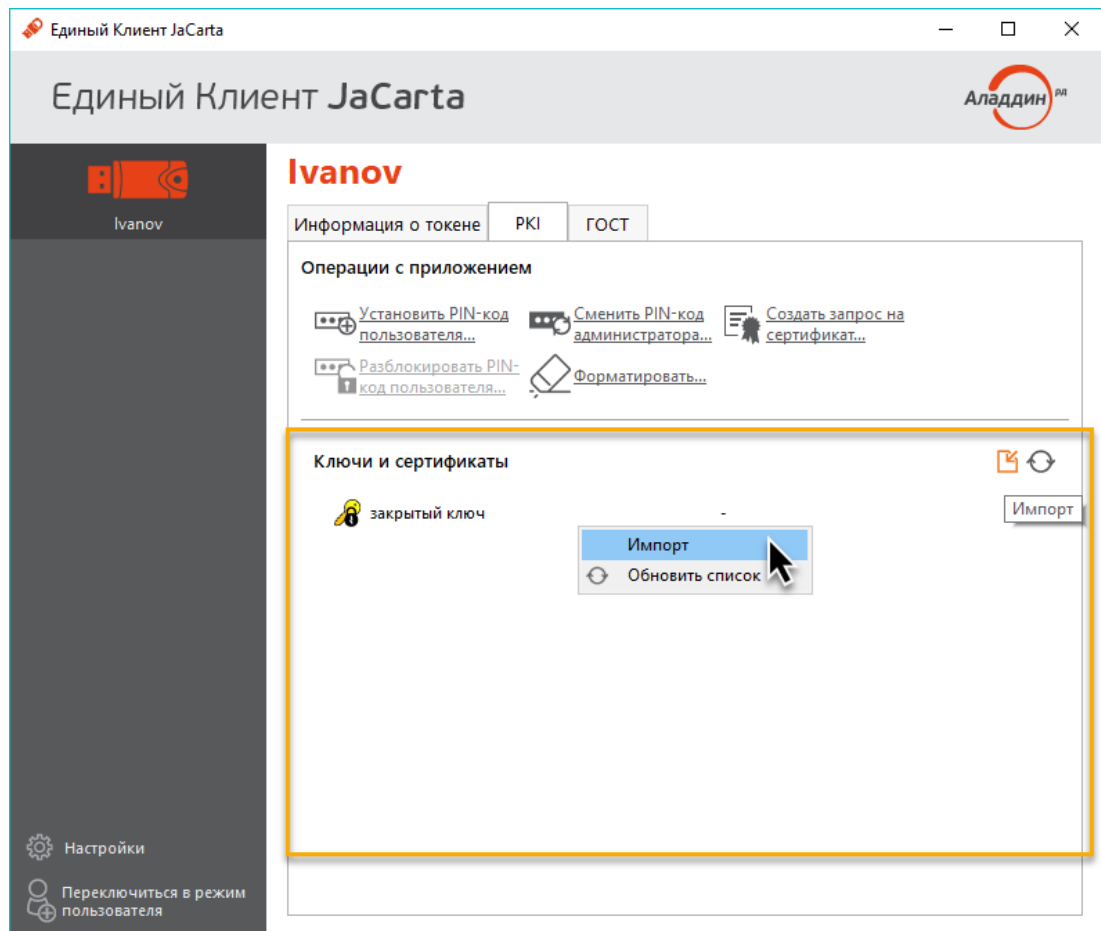 Единый Клиент JaCarta
Единый Клиент JaCarta
Аладдин РД
Ivanov
Ivanov
Информация о токене PKI ГОСТ
Операции с приложением
Установить PIN-код
пользователя...
Сменить PIN-код
администратора...
Создать запрос на
сертификат...
Разблокировать PIN-
код пользователя...
Форматировать...
Ключи и сертификаты
Импорт
закрытый ключ -
Импорт
Обновить список
Настройки
Переключиться в режим
пользователя